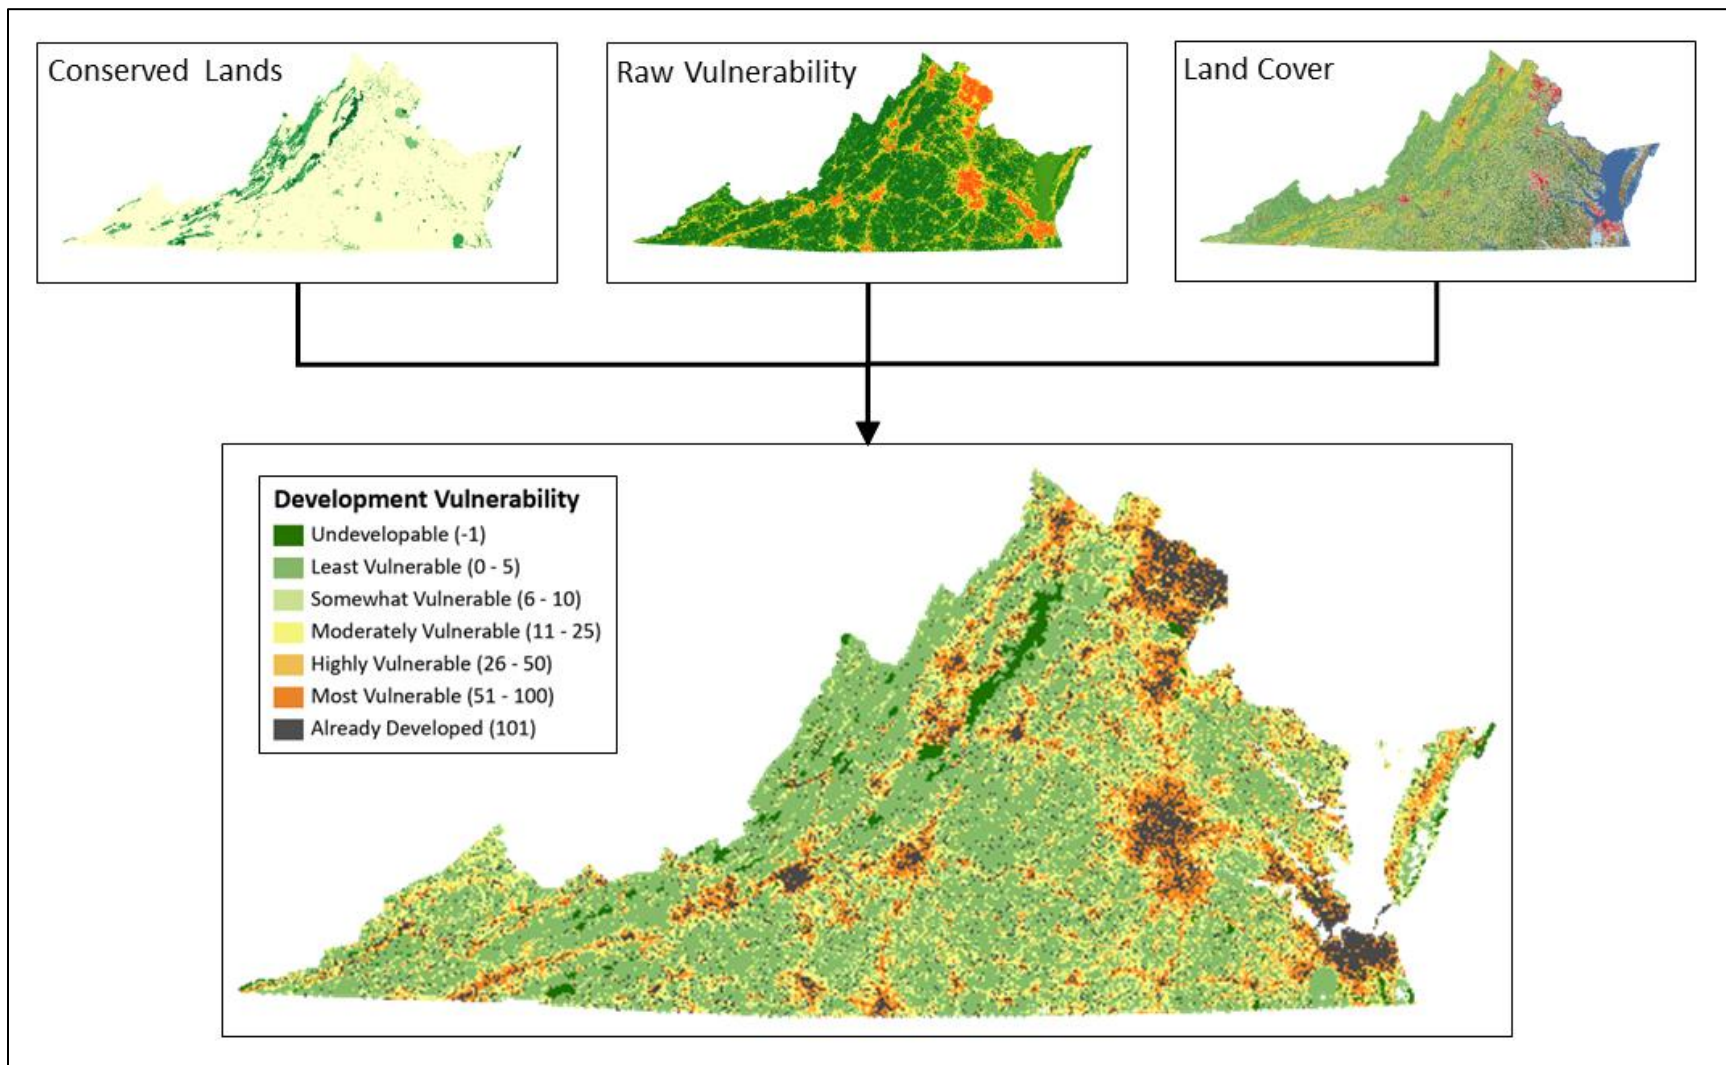 Conserved Lands
Raw Vulnerability
Land Cover
Development Vulnerability
Undevelopable (-1)
Least Vulnerable (0 - 5)
Somewhat Vulnerable (6 - 10)
Moderately Vulnerable (11 - 25)
Highly Vulnerable (26 - 50)
Most Vulnerable (51 - 100)
Already Developed (101)